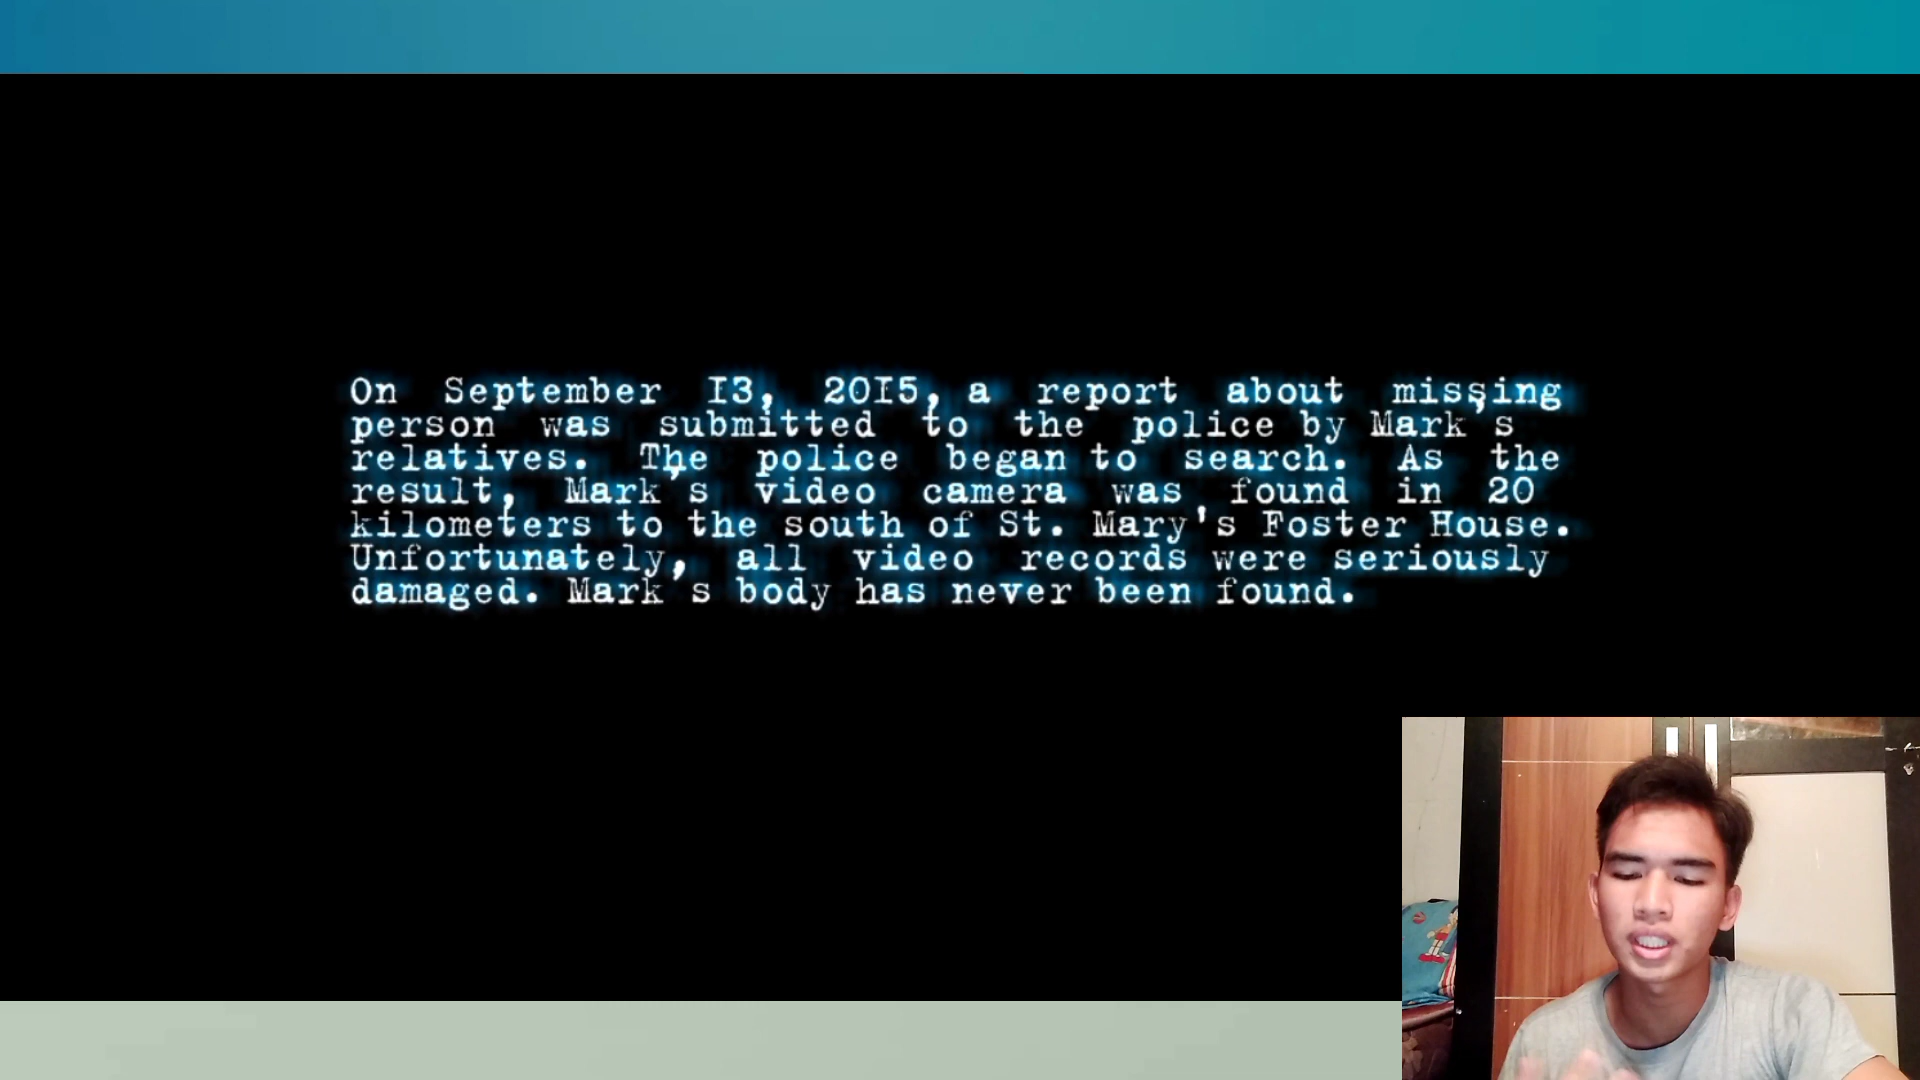 On September 13, 2015, a report about missing
person was submitted to the police by Mark's
relatives. The police began to search. As the
result, Mark's video camera was found in 20
kilometers to the south of St. Mary's Foster House.
Unfortunately, all video records were seriously
damaged. Mark's body has never been found.